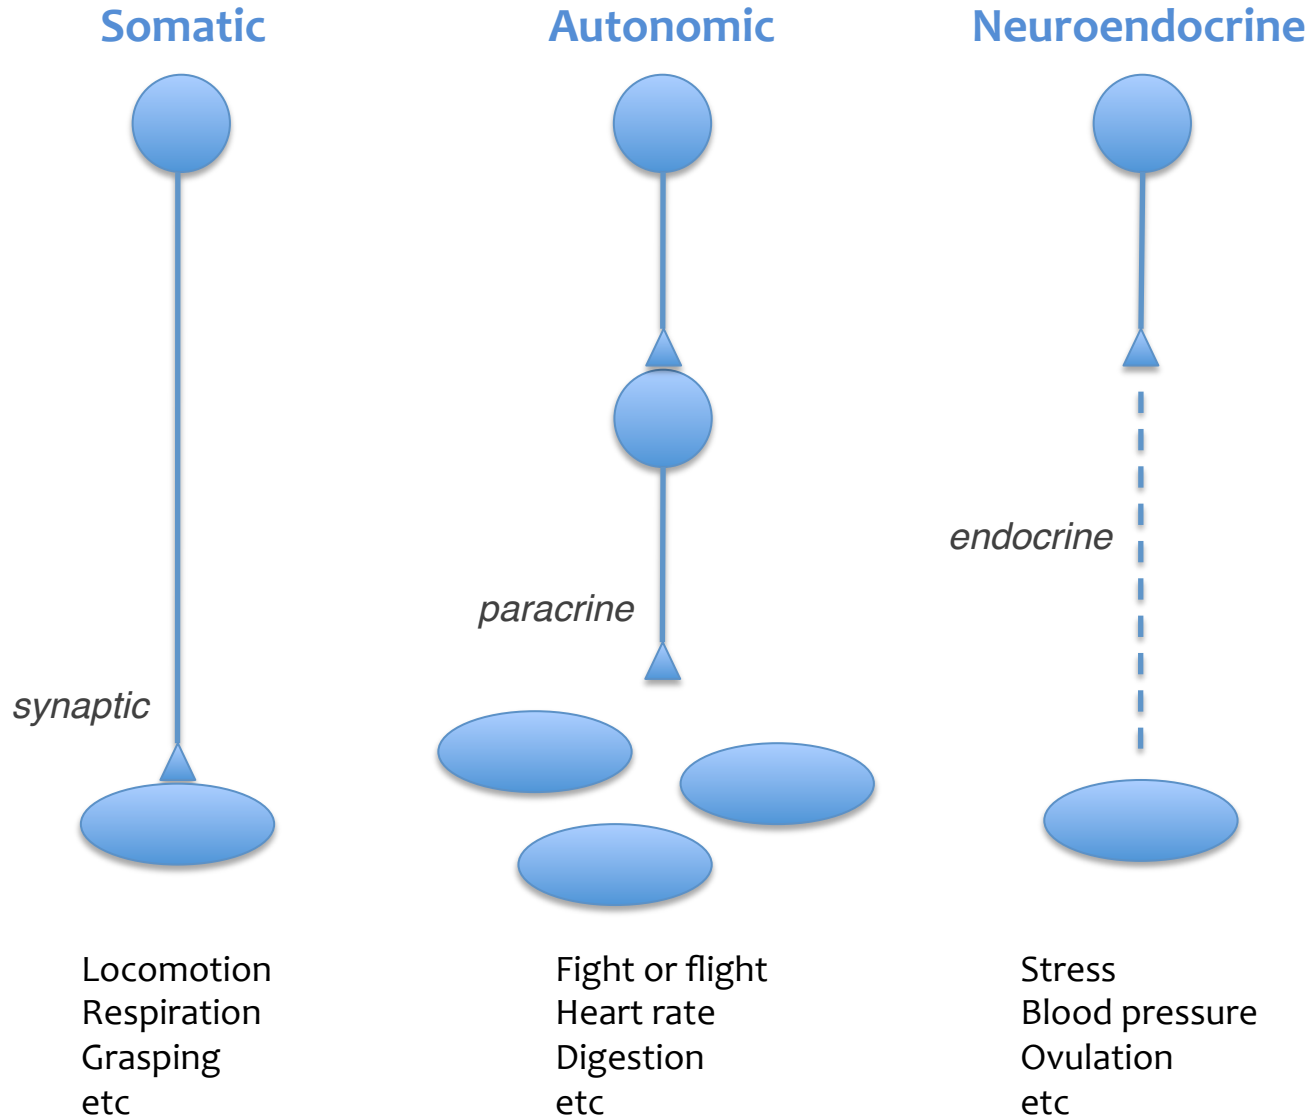 Somatic
Autonomic
Neuroendocrine
endocrine
paracrine
synaptic
Locomotion
Respiration
Grasping
etc
Fight or flight
Heart rate
Digestion
etc
Stress
Blood pressure
Ovulation
etc